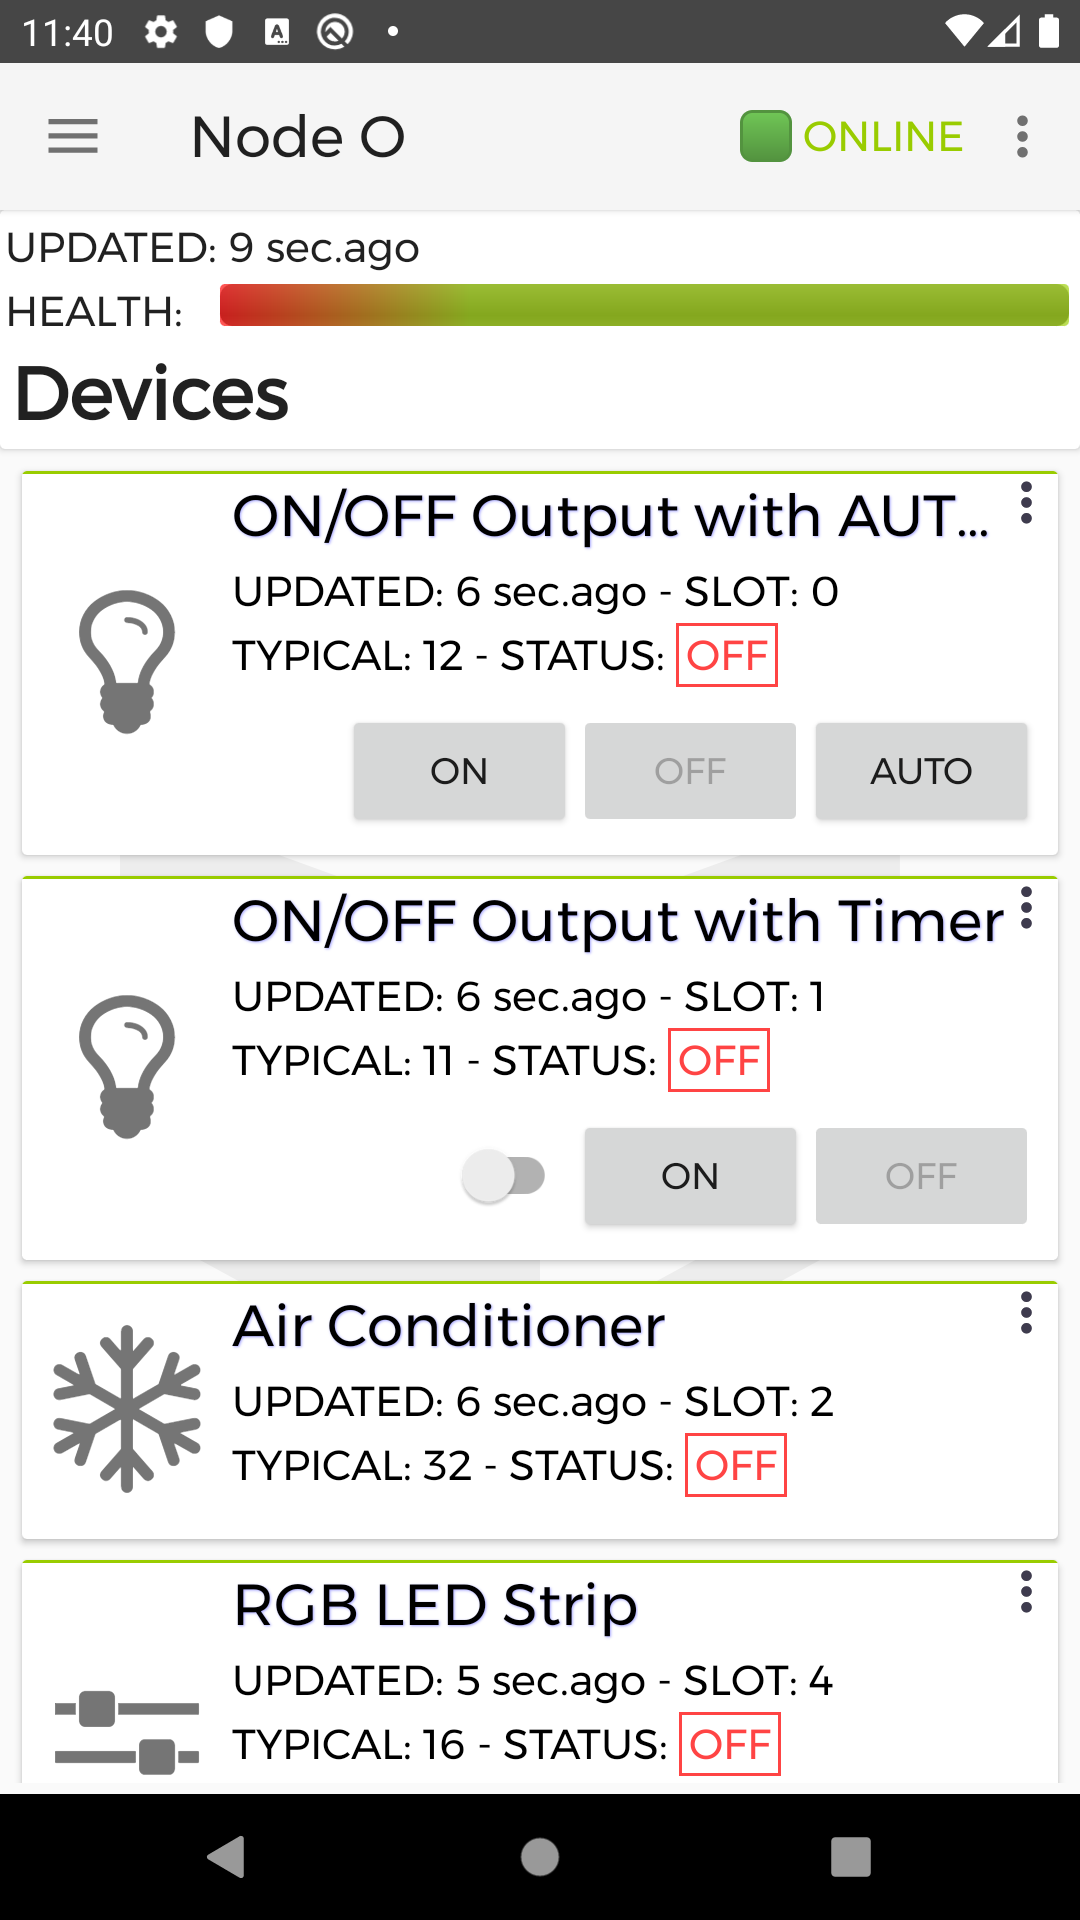 11:40
Node 0
ONLINE
UPDATED: 9 sec.ago
HEALTH:
Devices
ON/OFF Output with AUT...
UPDATED: 6 sec.ago - SLOT: 0
TYPICAL: 12 - STATUS: OFF
ON OFF AUTO
ON/OFF Output with Timer
UPDATED: 6 sec.ago - SLOT: 1
TYPICAL: 11 - STATUS: OFF
ON OFF
Air Conditioner
UPDATED: 6 sec.ago - SLOT: 2
TYPICAL: 32 - STATUS: OFF
RGB LED Strip
UPDATED: 5 sec.ago - SLOT: 4
TYPICAL: 16 - STATUS: OFF